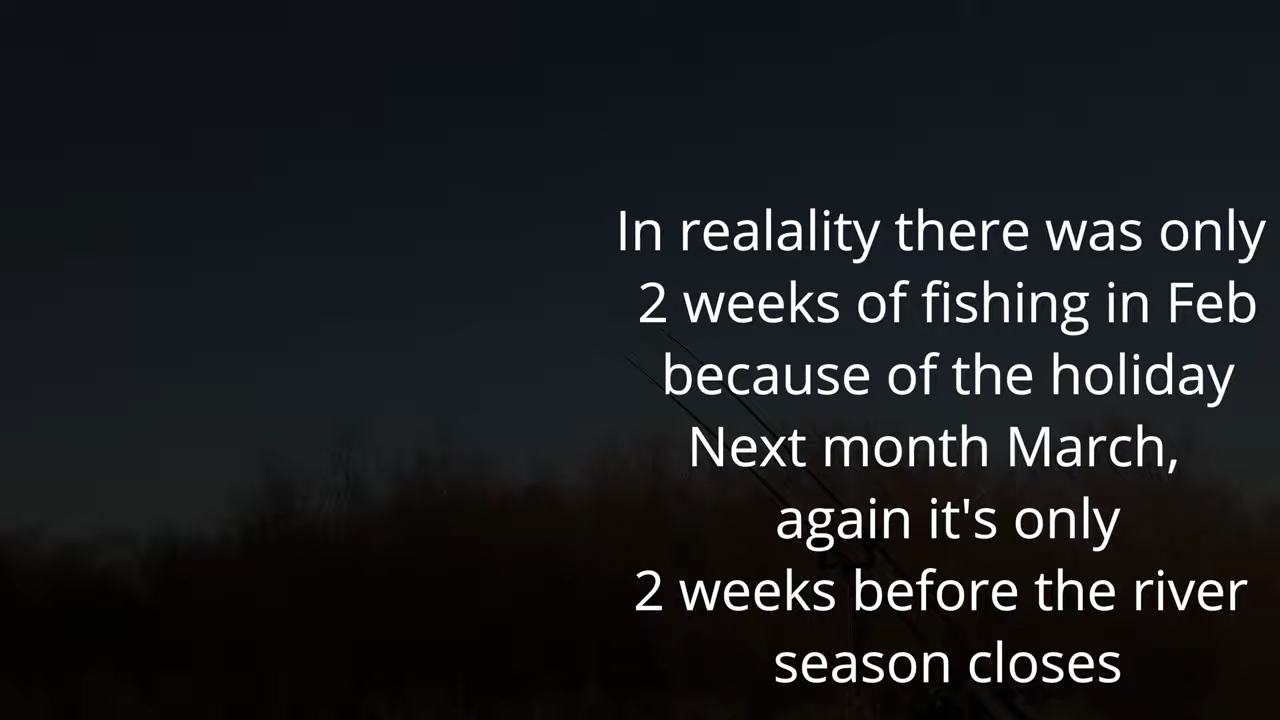 In realality there was only
2 weeks of fishing in Feb
because of the holiday
Next month March,
again it's only
2 weeks before the river
season closes